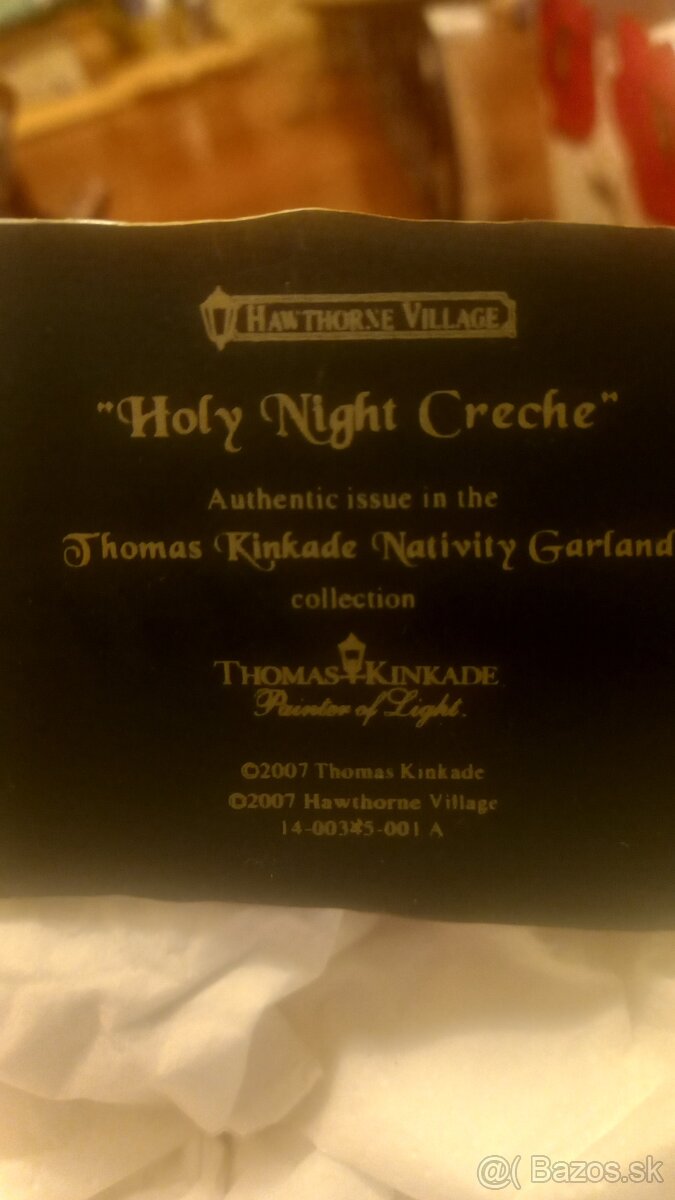 HAWTHORNE VILLAGE
"Holy Night Creche"
Authentic issue in the
Thomas Kinkade Nativity Garland
collection
THOMAS KINKADE
Painter of Light.
©2007 Thomas Kinkade
©2007 Hawthorne Village
A
@( Bazos.sk